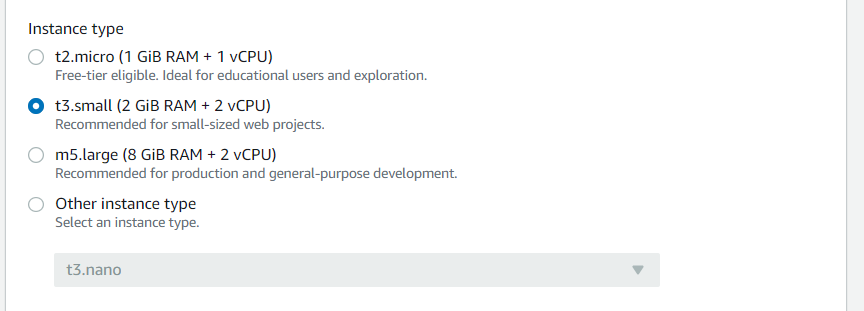 Instance type
t2.micro (1 GiB RAM + 1 vCPU)
Free-tier eligible. Ideal for educational users and exploration.
t3.small (2 GiB RAM + 2 vCPU)
Recommended for small-sized web projects.
m5.large (8 GiB RAM + 2 vCPU)
Recommended for production and general-purpose development.
Other instance type
Select an instance type.
t3.nano